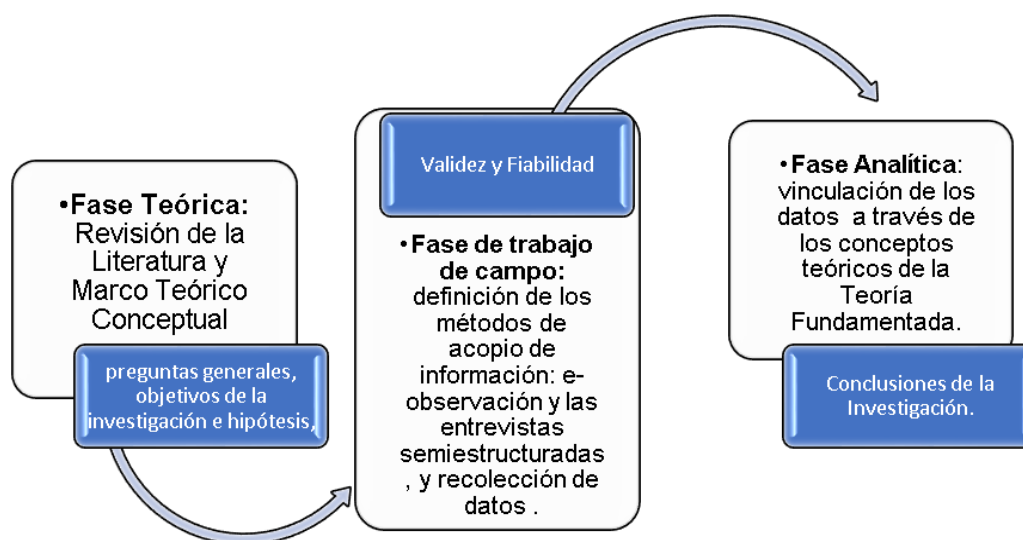 •Fase Teórica:
Revisión de la
Literatura y
Marco Teórico
Conceptual
preguntas generales,
objetivos de la
investigación e hipótesis,
Validez y Fiabilidad
•Fase de trabajo
de campo:
definición de los
métodos de
acopio de
información: e-
observación y las
entrevistas
semiestructuradas
, y recolección de
datos .
•Fase Analítica:
vinculación de los
datos a través de
los conceptos
teóricos de la
Teoría
Fundamentada.
Conclusiones de la
Investigación.